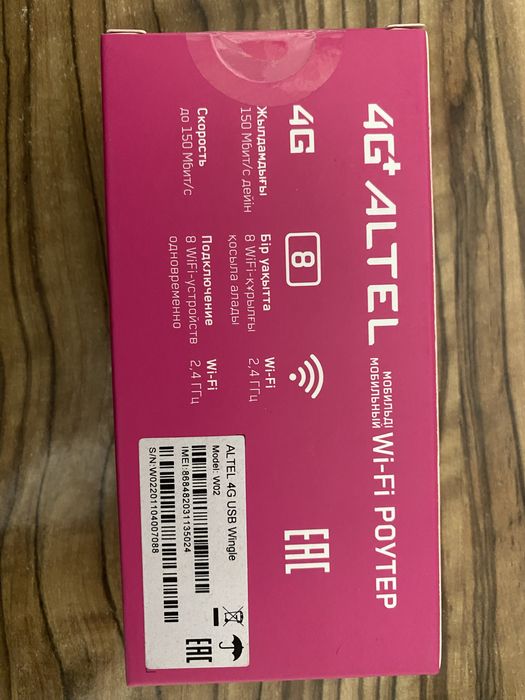 4G+ ALTEL
МОБИЛЬДІ
МОБИЛЬНЫЙ
Wi-Fi РОУТЕР
4G
8
Жылдамдығы
150 Мбит/с дейін
Бір уақытта
8 WiFi-құрылғы
қосыла алады
Wi-Fi
2,4 ГГц
Скорость
до 150 Мбит/с
Подключение
8 WiFi-устройств
одновременно
Wi-Fi
2,4 ГГц
EAC
ALTEL 4G USB Wingle
Model: W02
IMEI:868482031135024
S/N:W02201104007088
EAC